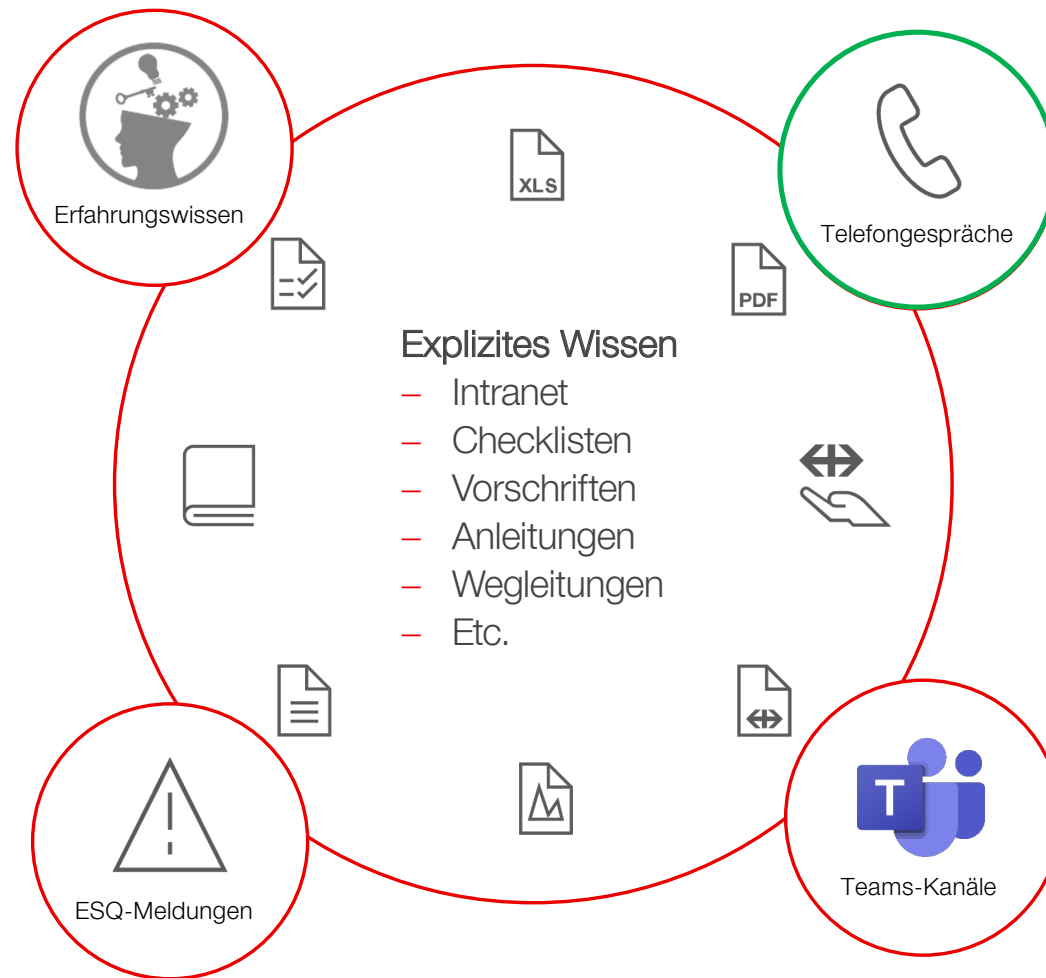 Erfahrungswissen
XLS
Telefongespräche
PDF
Explizites Wissen
– Intranet
– Checklisten
– Vorschriften
– Anleitungen
– Wegleitungen
– Etc.
ESQ-Meldungen
T
Teams-Kanäle